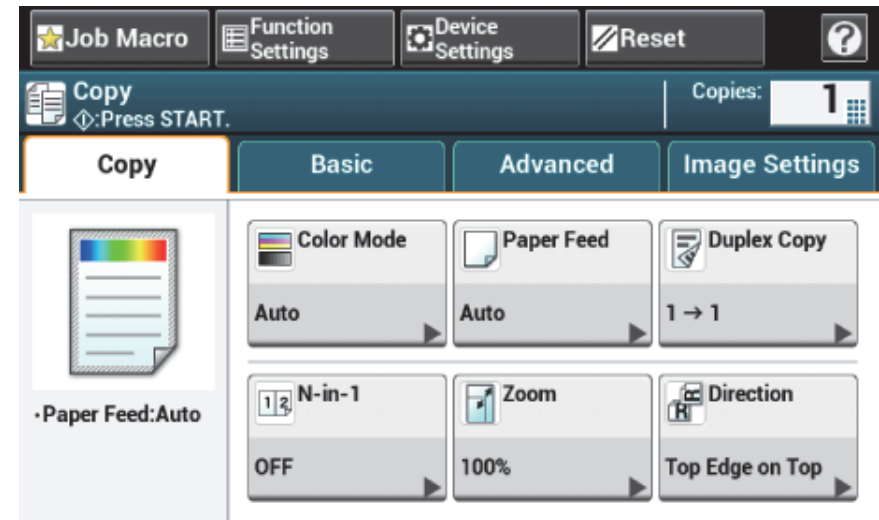 Job Macro
Function
Settings
Device
Settings
Reset
?
Copy
:Press START.
Copies:
1
Copy
Basic
Advanced
Image Settings
Color Mode
Auto
Paper Feed
Auto
Duplex Copy
1 → 1
·Paper Feed:Auto
1 2
N-in-1
OFF
Zoom
100%
R
R
Direction
Top Edge on Top